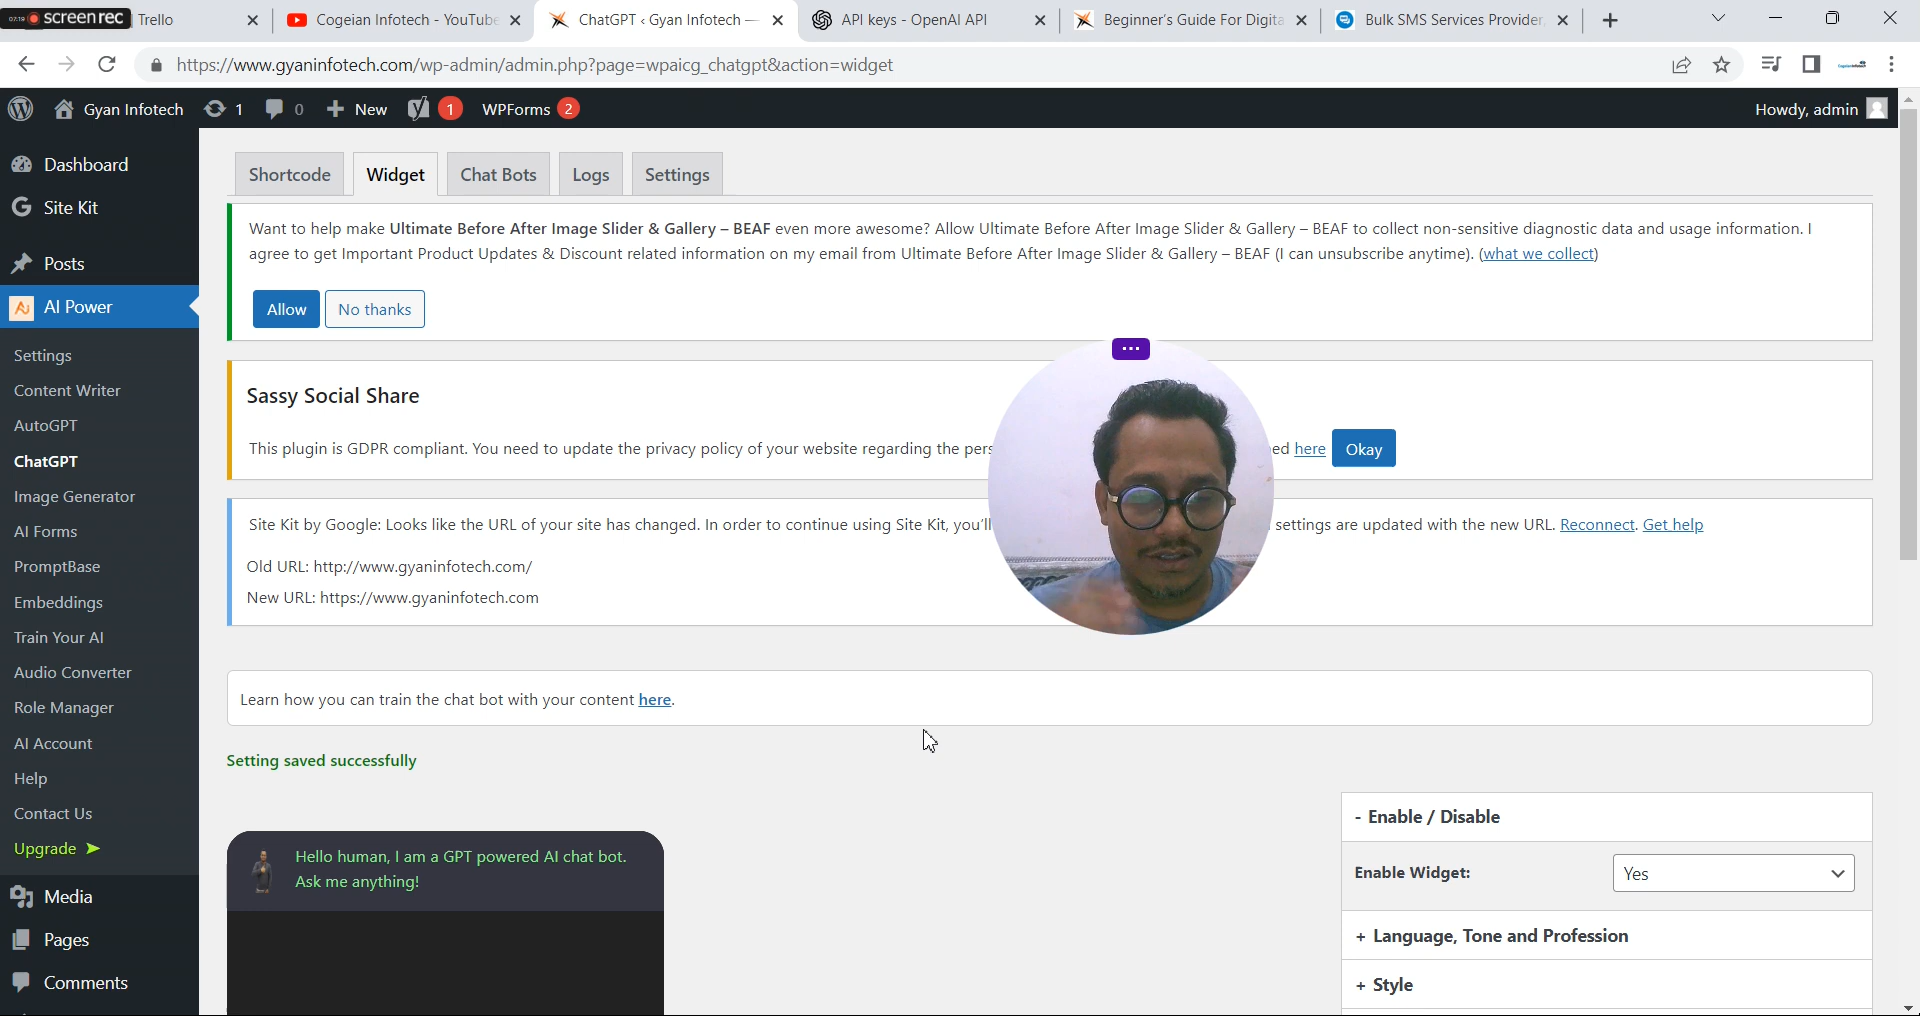 07:19 screenrec Trello
Cogeian Infotech - YouTube
ChatGPT ‹ Gyan Infotech —
API keys - OpenAI API
Beginner's Guide For Digita
Bulk SMS Services Provider,
https://www.gyaninfotech.com/wp-admin/admin.php?page=wpaicg_chatgpt&action=widget
Gyan Infotech 1 0 New 1 WPForms 2 Howdy, admin
Dashboard
Site Kit
Posts
AI Power
Settings
Content Writer
AutoGPT
ChatGPT
Image Generator
AI Forms
PromptBase
Embeddings
Train Your AI
Audio Converter
Role Manager
AI Account
Help
Contact Us
Upgrade ➤
Media
Pages
Comments
Shortcode Widget Chat Bots Logs Settings
Want to help make Ultimate Before After Image Slider & Gallery – BEAF even more awesome? Allow Ultimate Before After Image Slider & Gallery – BEAF to collect non-sensitive diagnostic data and usage information. I
agree to get Important Product Updates & Discount related information on my email from Ultimate Before After Image Slider & Gallery – BEAF (I can unsubscribe anytime). (what we collect)
Allow No thanks
Sassy Social Share
This plugin is GDPR compliant. You need to update the privacy policy of your website regarding the pers ed here Okay
Site Kit by Google: Looks like the URL of your site has changed. In order to continue using Site Kit, you'll settings are updated with the new URL. Reconnect. Get help
Old URL: http://www.gyaninfotech.com/
New URL: https://www.gyaninfotech.com
Learn how you can train the chat bot with your content here.
Setting saved successfully
Hello human, I am a GPT powered AI chat bot.
Ask me anything!
- Enable / Disable
Enable Widget: Yes
+ Language, Tone and Profession
+ Style